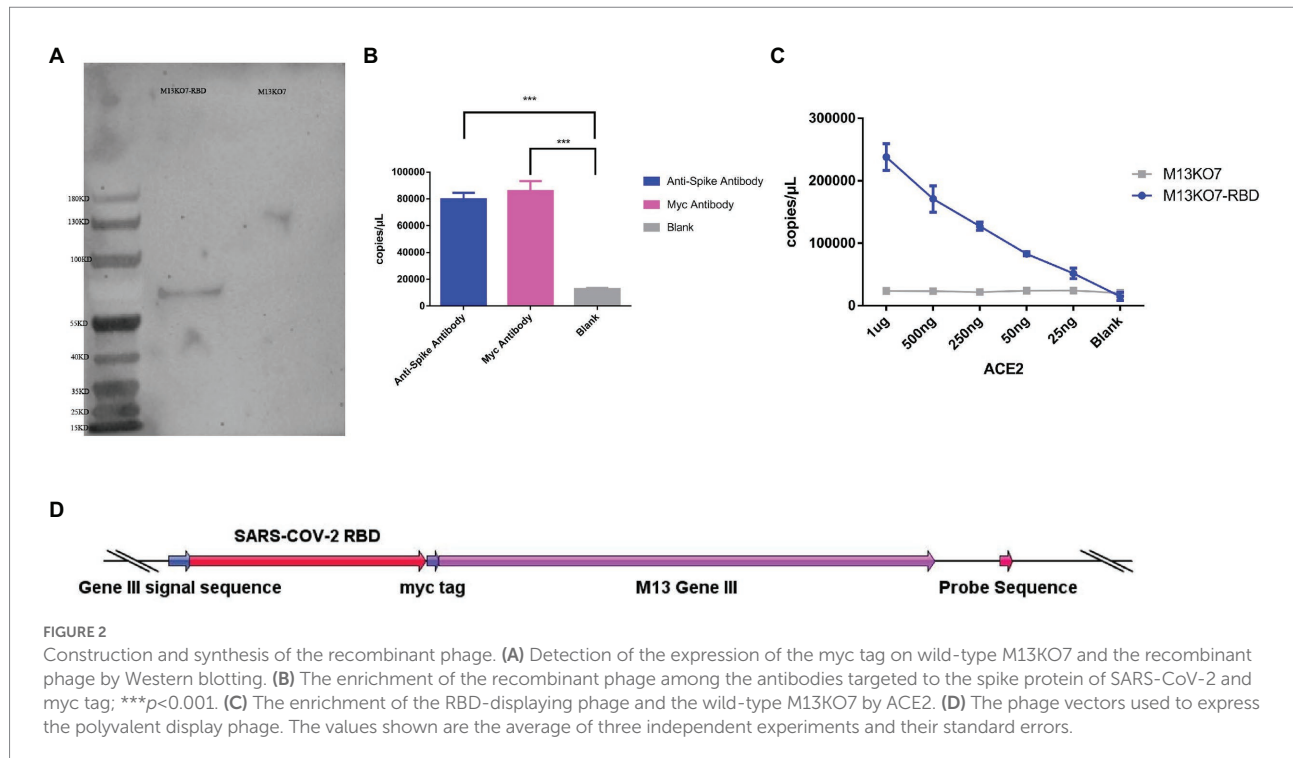 A
M13KO7-RBD
M13KO7
180KD
130KD
100KD
55KD
40KD
35KD
25KD
15KD
B
***
***
100000
80000
60000
40000
20000
0
copies/µL
Anti-Spike Antibody
Myc Antibody
Blank
Anti-Spike Antibody
Myc Antibody
Blank
C
300000
200000
100000
0
copies/µL
1ug
500ng
250ng
50ng
25ng
Blank
ACE2
M13KO7
M13KO7-RBD
D
SARS-COV-2 RBD
Gene III signal sequence
myc tag
M13 Gene III
Probe Sequence
FIGURE 2
Construction and synthesis of the recombinant phage. (A) Detection of the expression of the myc tag on wild-type M13KO7 and the recombinant
phage by Western blotting. (B) The enrichment of the recombinant phage among the antibodies targeted to the spike protein of SARS-CoV-2 and
myc tag; ***p<0.001. (C) The enrichment of the RBD-displaying phage and the wild-type M13KO7 by ACE2. (D) The phage vectors used to express
the polyvalent display phage. The values shown are the average of three independent experiments and their standard errors.